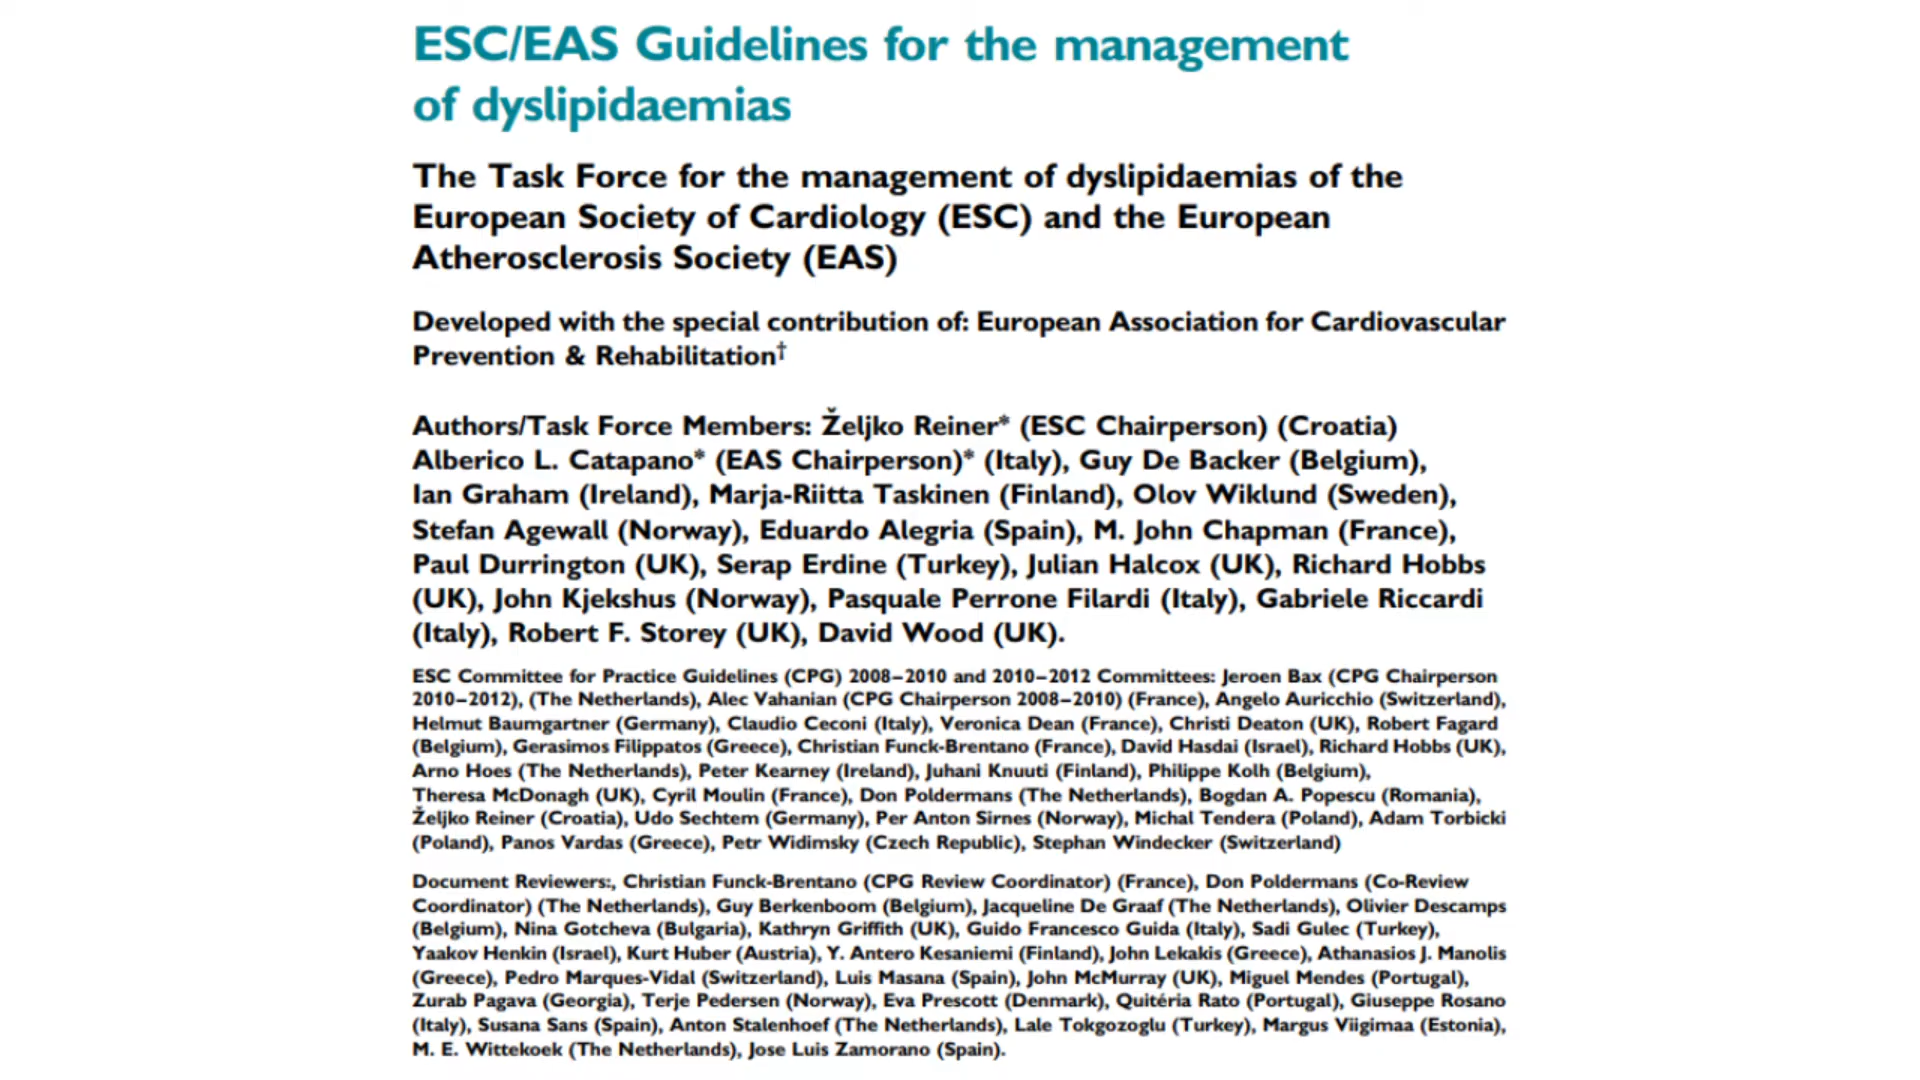 ESC/EAS Guidelines for the management
of dyslipidaemias
The Task Force for the management of dyslipidaemias of the
European Society of Cardiology (ESC) and the European
Atherosclerosis Society (EAS)
Developed with the special contribution of: European Association for Cardiovascular
Prevention & Rehabilitation†
Authors/Task Force Members: Željko Reiner* (ESC Chairperson) (Croatia)
Alberico L. Catapano* (EAS Chairperson)* (Italy), Guy De Backer (Belgium),
Ian Graham (Ireland), Marja-Riitta Taskinen (Finland), Olov Wiklund (Sweden),
Stefan Agewall (Norway), Eduardo Alegria (Spain), M. John Chapman (France),
Paul Durrington (UK), Serap Erdine (Turkey), Julian Halcox (UK), Richard Hobbs
(UK), John Kjekshus (Norway), Pasquale Perrone Filardi (Italy), Gabriele Riccardi
(Italy), Robert F. Storey (UK), David Wood (UK).
ESC Committee for Practice Guidelines (CPG) 2008–2010 and 2010–2012 Committees: Jeroen Bax (CPG Chairperson
2010–2012), (The Netherlands), Alec Vahanian (CPG Chairperson 2008–2010) (France), Angelo Auricchio (Switzerland),
Helmut Baumgartner (Germany), Claudio Ceconi (Italy), Veronica Dean (France), Christi Deaton (UK), Robert Fagard
(Belgium), Gerasimos Filippatos (Greece), Christian Funck-Brentano (France), David Hasdai (Israel), Richard Hobbs (UK),
Arno Hoes (The Netherlands), Peter Kearney (Ireland), Juhani Knuuti (Finland), Philippe Kolh (Belgium),
Theresa McDonagh (UK), Cyril Moulin (France), Don Poldermans (The Netherlands), Bogdan A. Popescu (Romania),
Željko Reiner (Croatia), Udo Sechtem (Germany), Per Anton Sirnes (Norway), Michal Tendera (Poland), Adam Torbicki
(Poland), Panos Vardas (Greece), Petr Widimsky (Czech Republic), Stephan Windecker (Switzerland)
Document Reviewers:, Christian Funck-Brentano (CPG Review Coordinator) (France), Don Poldermans (Co-Review
Coordinator) (The Netherlands), Guy Berkenboom (Belgium), Jacqueline De Graaf (The Netherlands), Olivier Descamps
(Belgium), Nina Gotcheva (Bulgaria), Kathryn Griffith (UK), Guido Francesco Guida (Italy), Sadi Gulec (Turkey),
Yaakov Henkin (Israel), Kurt Huber (Austria), Y. Antero Kesaniemi (Finland), John Lekakis (Greece), Athanasios J. Manolis
(Greece), Pedro Marques-Vidal (Switzerland), Luis Masana (Spain), John McMurray (UK), Miguel Mendes (Portugal),
Zurab Pagava (Georgia), Terje Pedersen (Norway), Eva Prescott (Denmark), Quitéria Rato (Portugal), Giuseppe Rosano
(Italy), Susana Sans (Spain), Anton Stalenhoef (The Netherlands), Lale Tokgozoglu (Turkey), Margus Viigimaa (Estonia),
M. E. Wittekoek (The Netherlands), Jose Luis Zamorano (Spain).